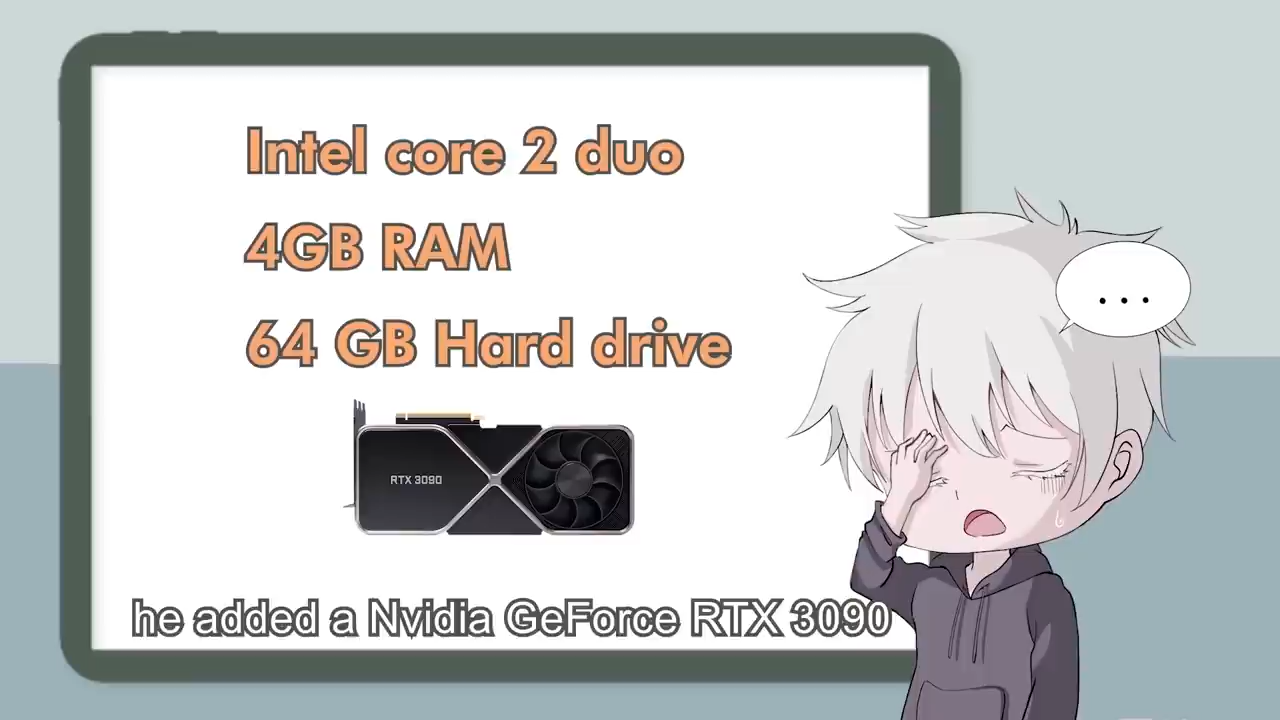 Intel core 2 duo
4GB RAM
64 GB Hard drive
...
RTX 3090
he added a Nvidia GeForce RTX 3090